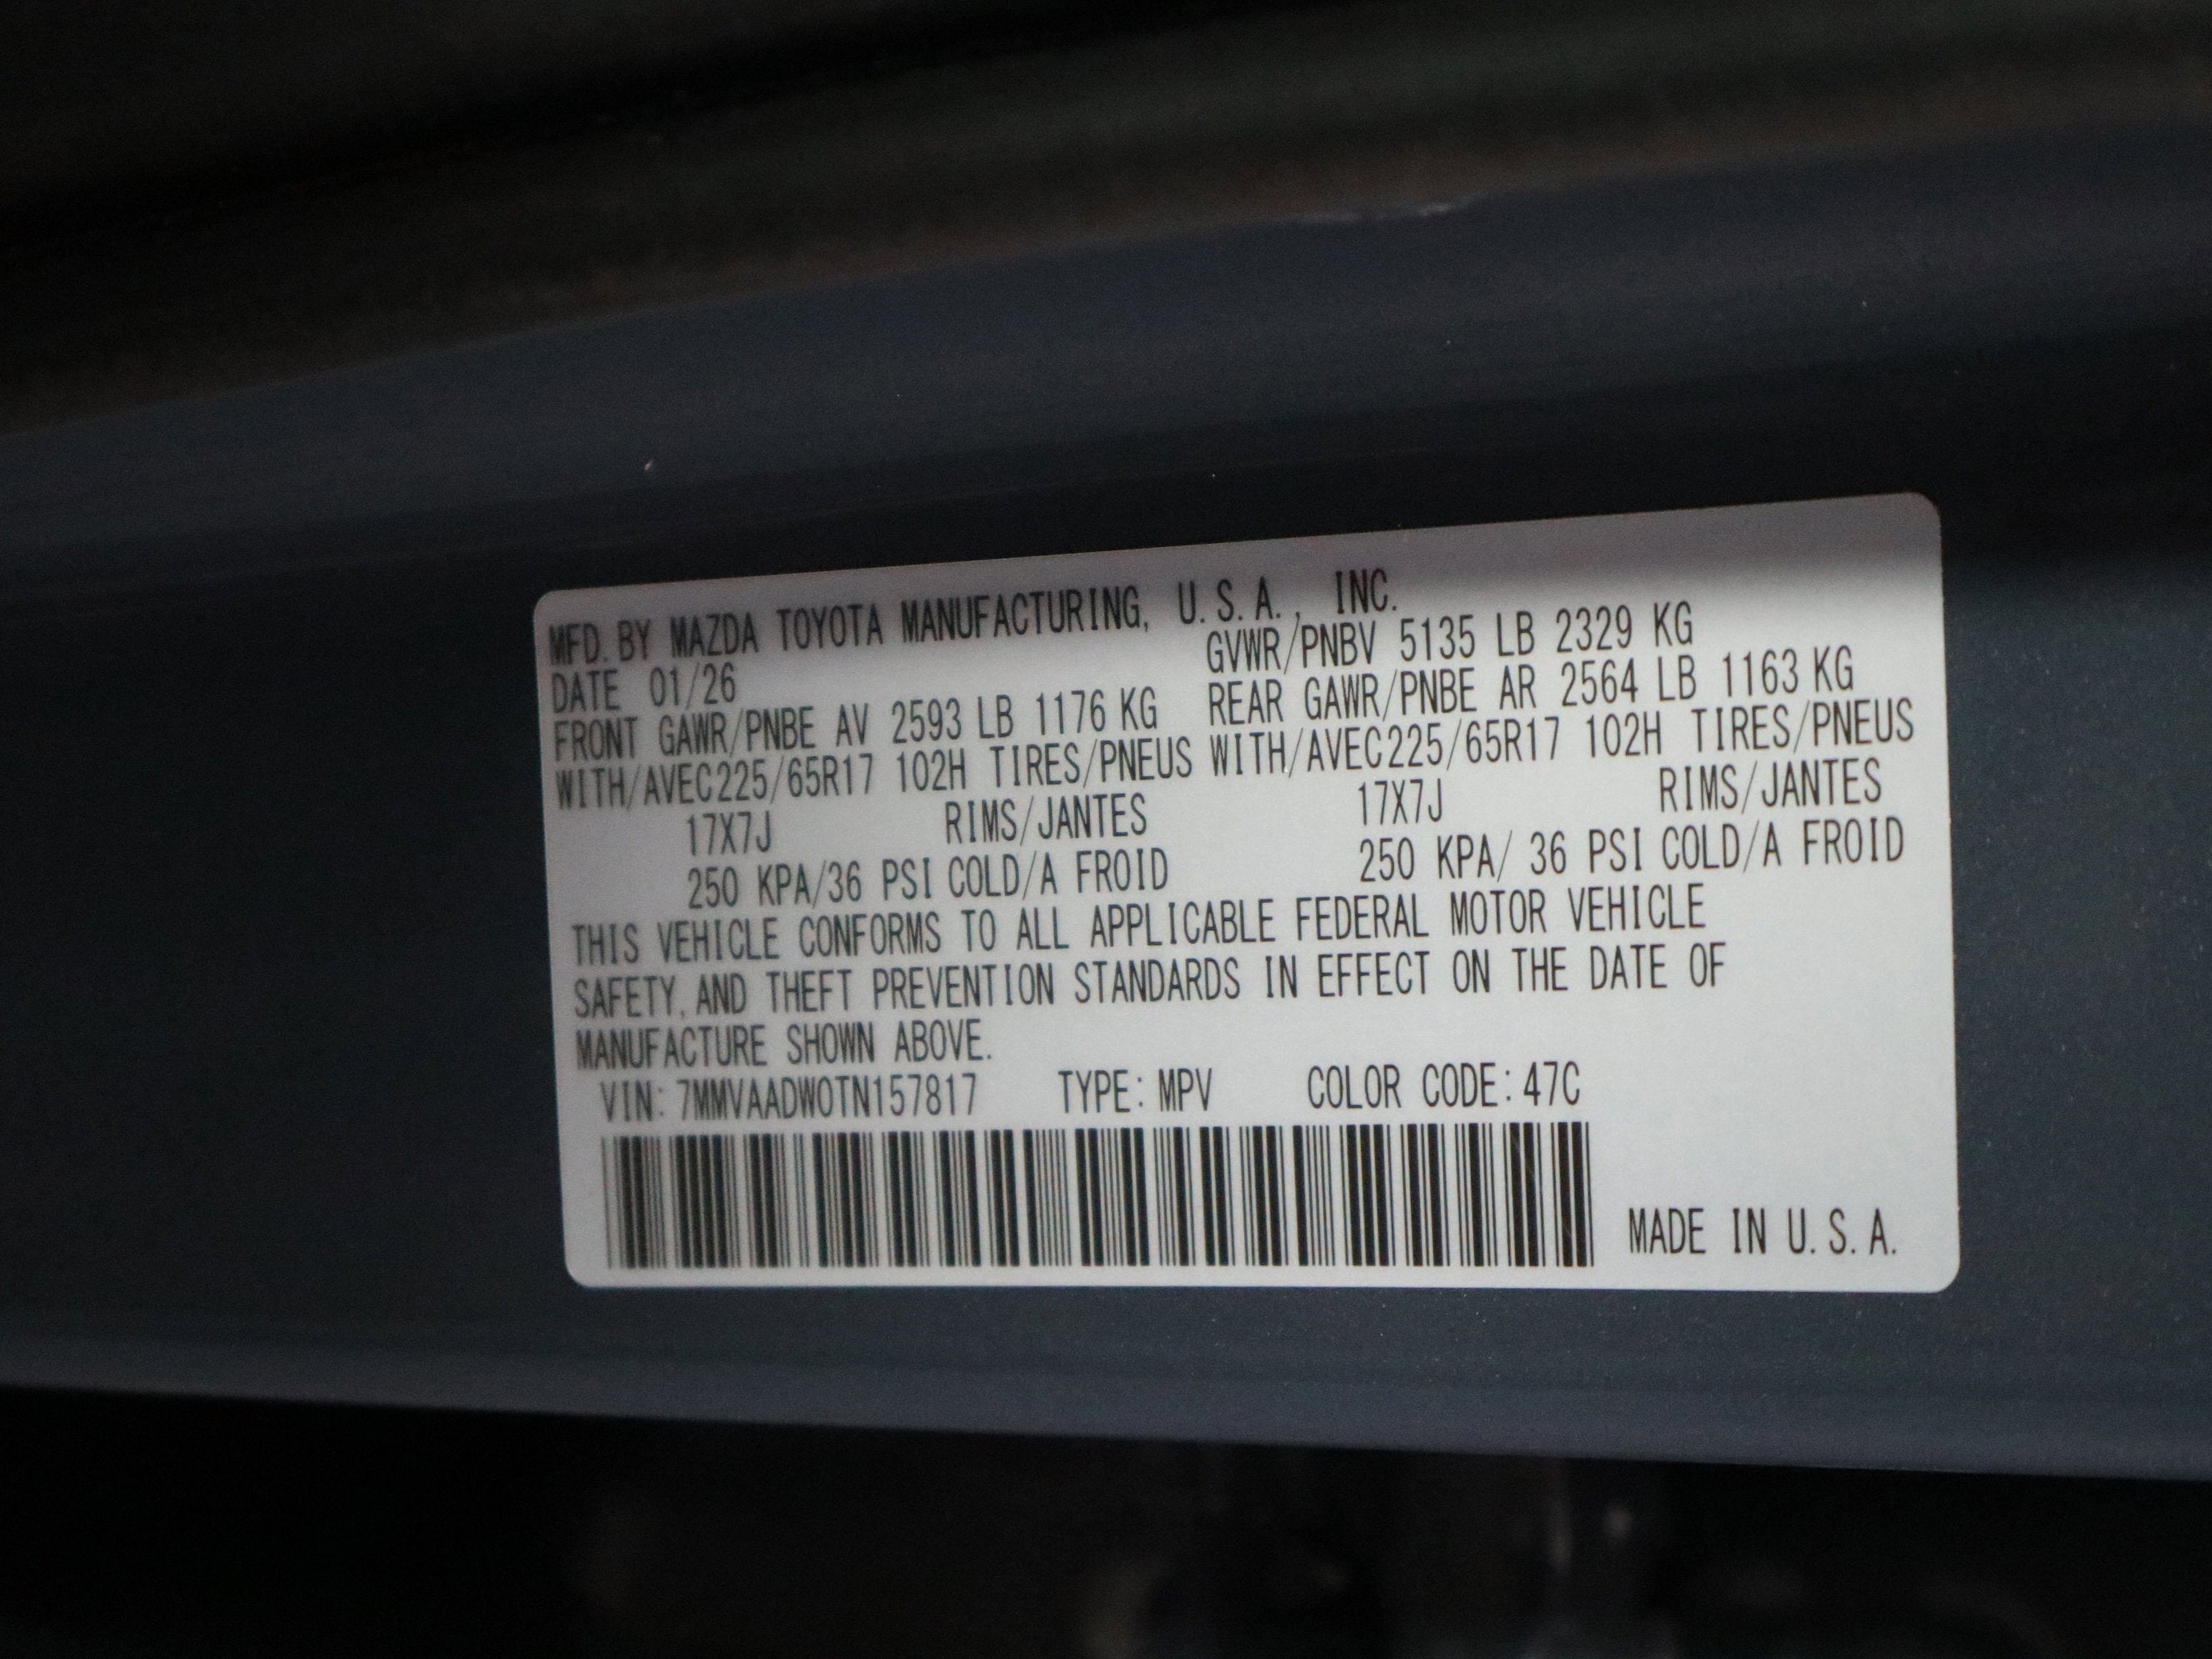 MFD. BY MAZDA TOYOTA MANUFACTURING, U.S.A., INC.
DATE 01/26 GVWR/PNBV 5135 LB 2329 KG
FRONT GAWR/PNBE AV 2593 LB 1176 KG REAR GAWR/PNBE AR 2564 LB 1163 KG
WITH/AVEC225/65R17 102H TIRES/PNEUS WITH/AVEC225/65R17 102H TIRES/PNEUS
17X7J RIMS/JANTES 17X7J RIMS/JANTES
250 KPA/36 PSI COLD/A FROID 250 KPA/ 36 PSI COLD/A FROID
THIS VEHICLE CONFORMS TO ALL APPLICABLE FEDERAL MOTOR VEHICLE
SAFETY, AND THEFT PREVENTION STANDARDS IN EFFECT ON THE DATE OF
MANUFACTURE SHOWN ABOVE.
VIN: 7MMVAADW0TN157817 TYPE: MPV COLOR CODE: 47C
MADE IN U.S.A.